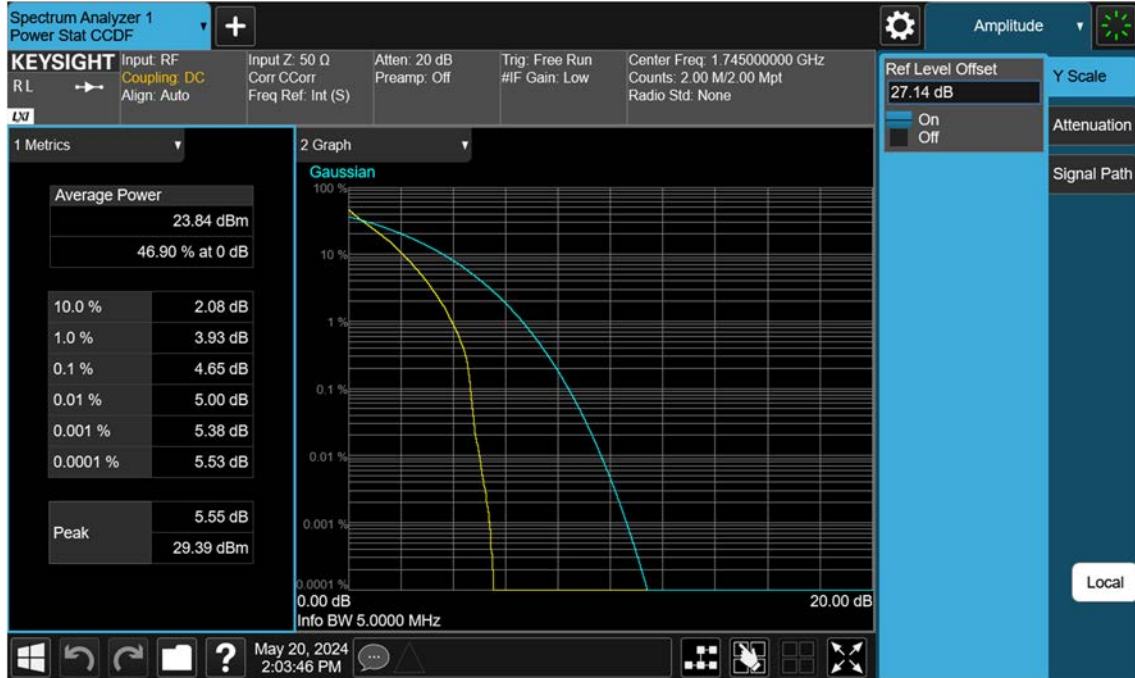 Spectrum Analyzer 1
Power Stat CCDF
+
Amplitude
KEYSIGHT
RL
LXI
Input: RF
Coupling: DC
Align: Auto
Input Z: 50 Ω
Corr CCorr
Freq Ref: Int (S)
Atten: 20 dB
Preamp: Off
Trig: Free Run
#IF Gain: Low
Center Freq: 1.745000000 GHz
Counts: 2.00 M/2.00 Mpt
Radio Std: None
Ref Level Offset
27.14 dB
On
Off
Y Scale
Attenuation
Signal Path
Local
1 Metrics
Average Power
23.84 dBm
46.90 % at 0 dB
10.0 % 2.08 dB
1.0 % 3.93 dB
0.1 % 4.65 dB
0.01 % 5.00 dB
0.001 % 5.38 dB
0.0001 % 5.53 dB
Peak
5.55 dB
29.39 dBm
2 Graph
Gaussian
100 %
10 %
1 %
0.1 %
0.01 %
0.001 %
0.0001 %
0.00 dB 20.00 dB
Info BW 5.0000 MHz
?
May 20, 2024
2:03:46 PM